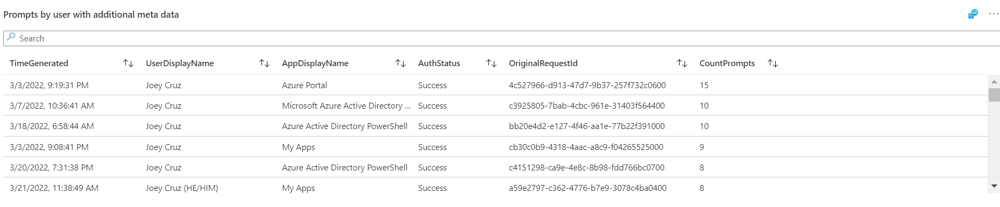 Prompts by user with additional meta data
Search
TimeGenerated UserDisplayName AppDisplayName AuthStatus OriginalRequestId CountPrompts
3/3/2022, 9:19:31 PM Joey Cruz Azure Portal Success 4c527966-d913-47d7-9b37-257f732c0600 15
3/7/2022, 10:36:41 AM Joey Cruz Microsoft Azure Active Directory ... Success c3925805-7bab-4cbc-961e-31403f564400 10
3/18/2022, 6:58:44 AM Joey Cruz Azure Active Directory PowerShell Success bb20e4d2-e127-4f46-aa1e-77b22f391000 10
3/3/2022, 9:08:41 PM Joey Cruz My Apps Success cb30c0b9-4318-4aac-a8c9-f04265525000 9
3/20/2022, 7:31:38 PM Joey Cruz Azure Active Directory PowerShell Success c4151298-ca9e-4e8c-8b98-fdd766bc0700 8
3/21/2022, 11:38:49 AM Joey Cruz (HE/HIM) My Apps Success a59e2797-c362-4776-b7e9-3078c4ba0400 8